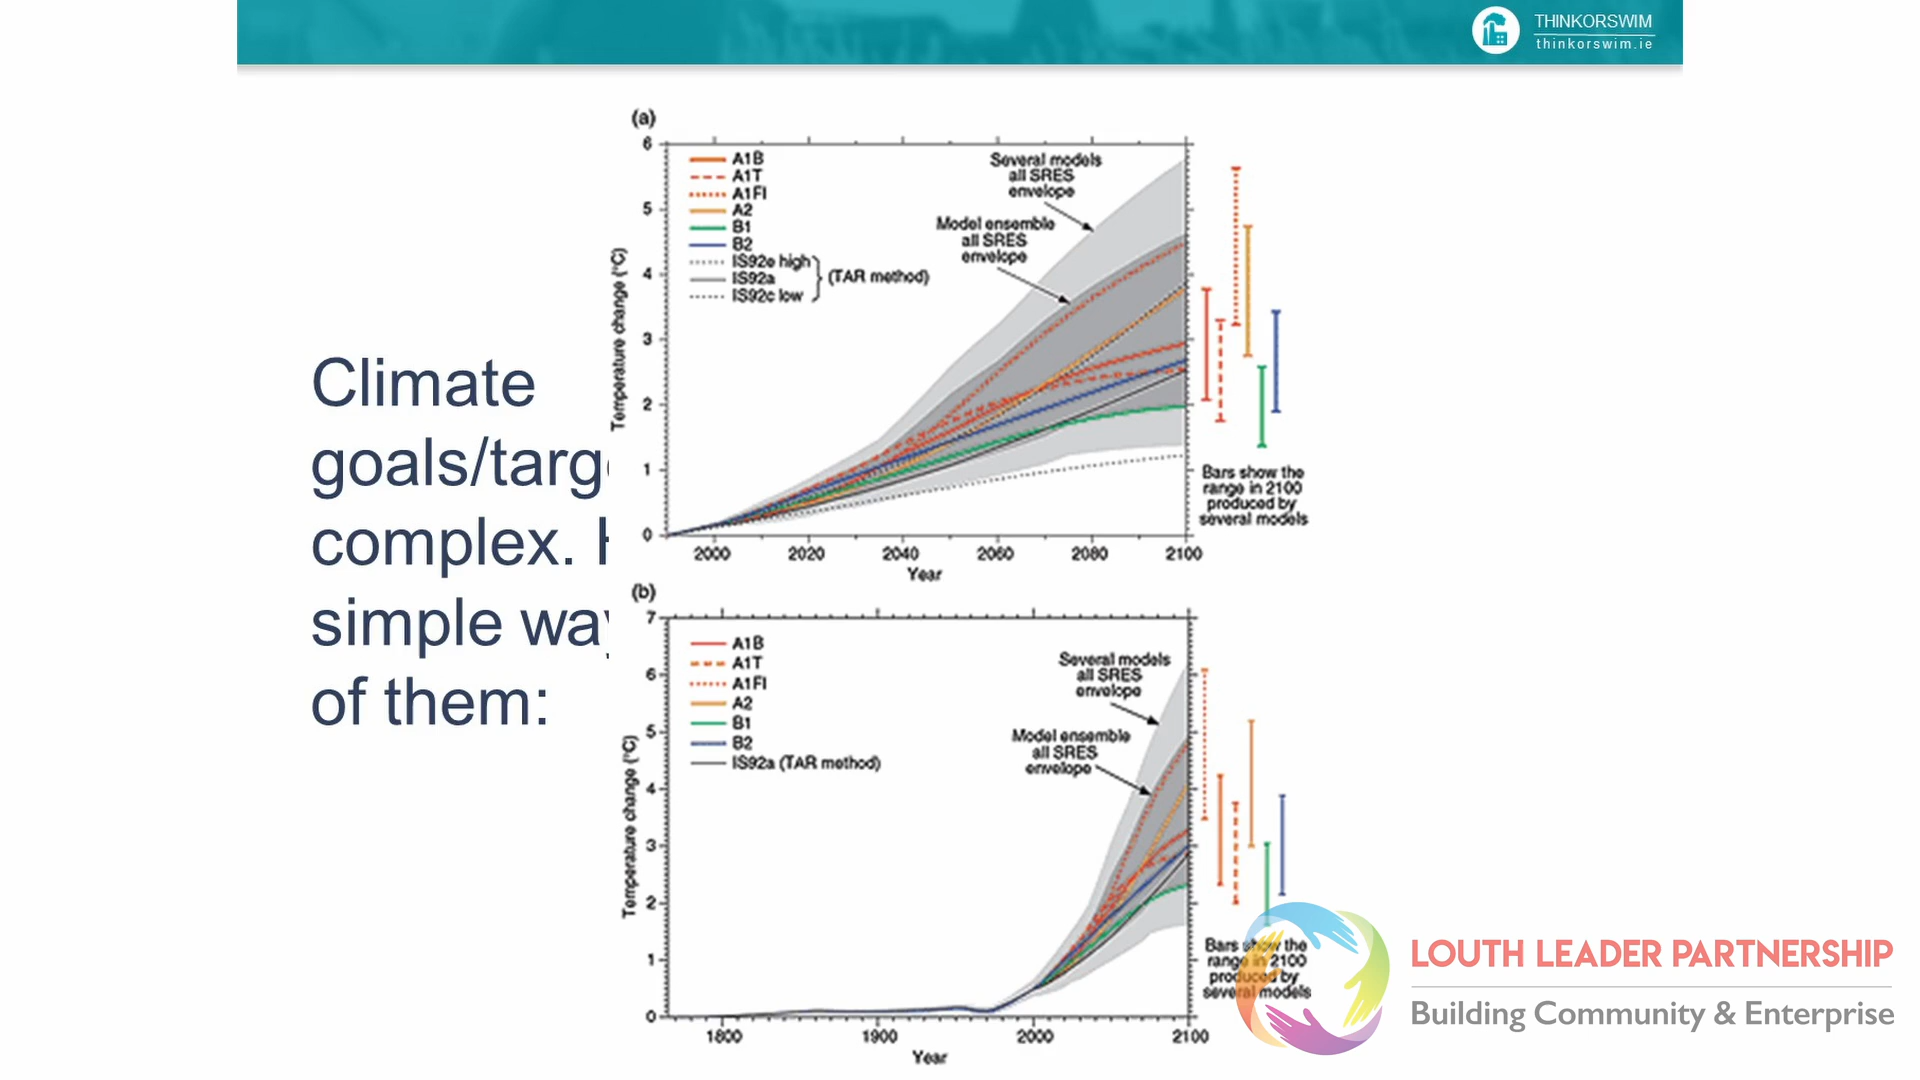 THINKORSWIM
thinkorswim.ie
Climate
goals/targ
complex.
simple way
of them:
(a)
6
5
4
3
2
1
0
Temperature change (°C)
A1B
A1T
A1FI
A2
B1
B2
IS92e high
IS92a
IS92c low
(TAR method)
Several models
all SRES
envelope
Model ensemble
all SRES
envelope
2000 2020 2040 2060 2080 2100
Year
Bars show the
range in 2100
produced by
several models
(b)
7
6
5
4
3
2
1
0
Temperature change (°C)
A1B
A1T
A1FI
A2
B1
B2
IS92a (TAR method)
Several models
all SRES
envelope
Model ensemble
all SRES
envelope
1800 1900 2000 2100
Year
Bars show the
range in 2100
produced by
several models
LOUTH LEADER PARTNERSHIP
Building Community & Enterprise